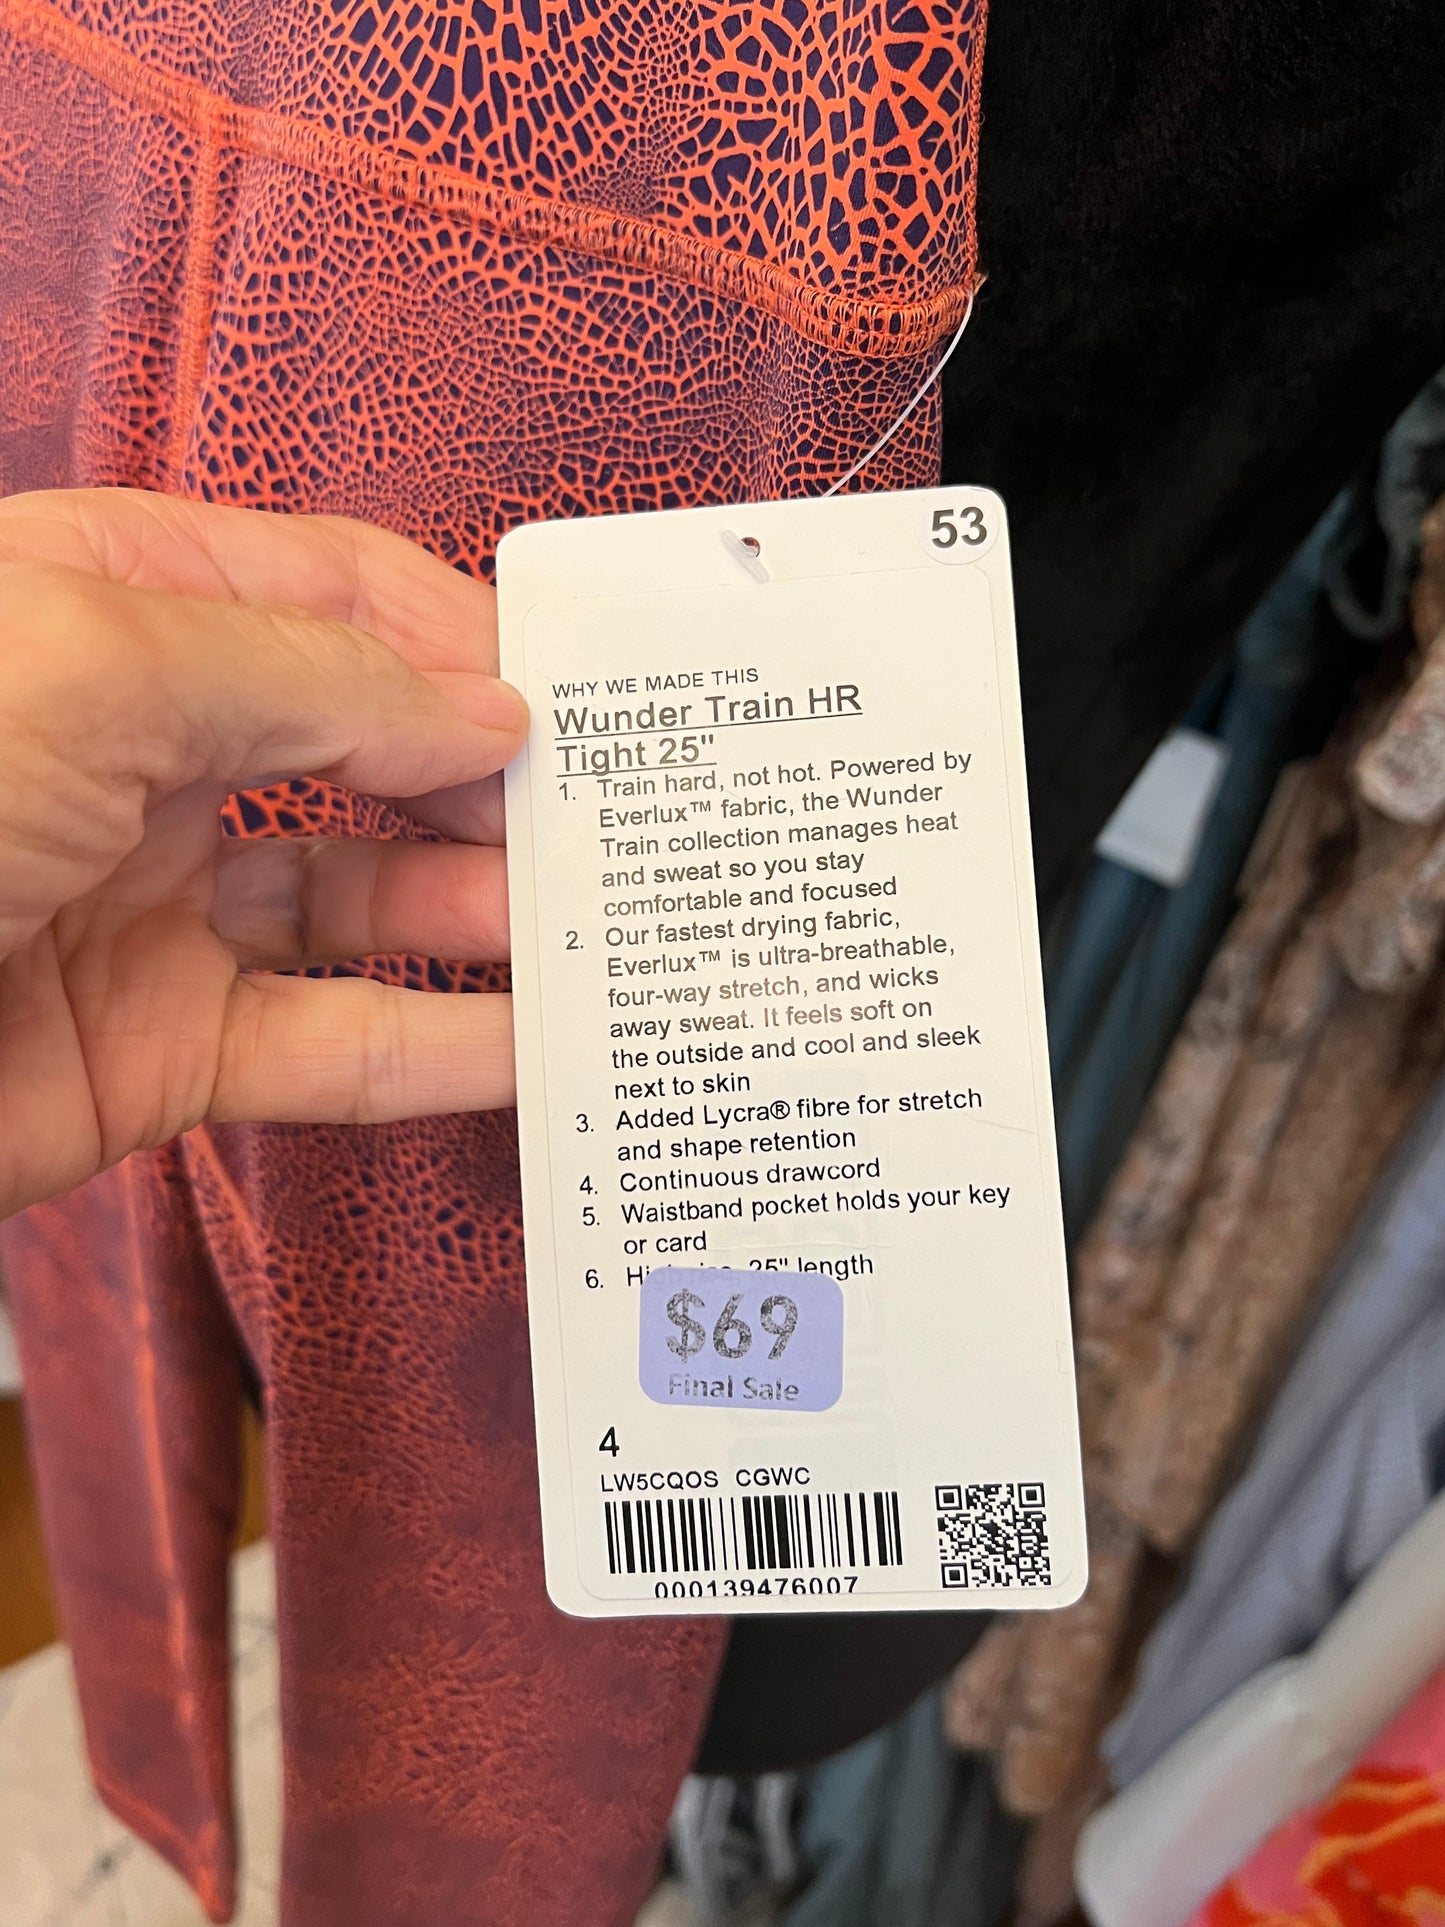 53
WHY WE MADE THIS
Wunder Train HR
Tight 25"
1. Train hard, not hot. Powered by
Everlux™ fabric, the Wunder
Train collection manages heat
and sweat so you stay
comfortable and focused
2. Our fastest drying fabric,
Everlux™ is ultra-breathable,
four-way stretch, and wicks
away sweat. It feels soft on
the outside and cool and sleek
next to skin
3. Added Lycra® fibre for stretch
and shape retention
4. Continuous drawcord
5. Waistband pocket holds your key
or card
6. 25" length
$69
Final Sale
4
LW5CQOS CGWC
000139476007